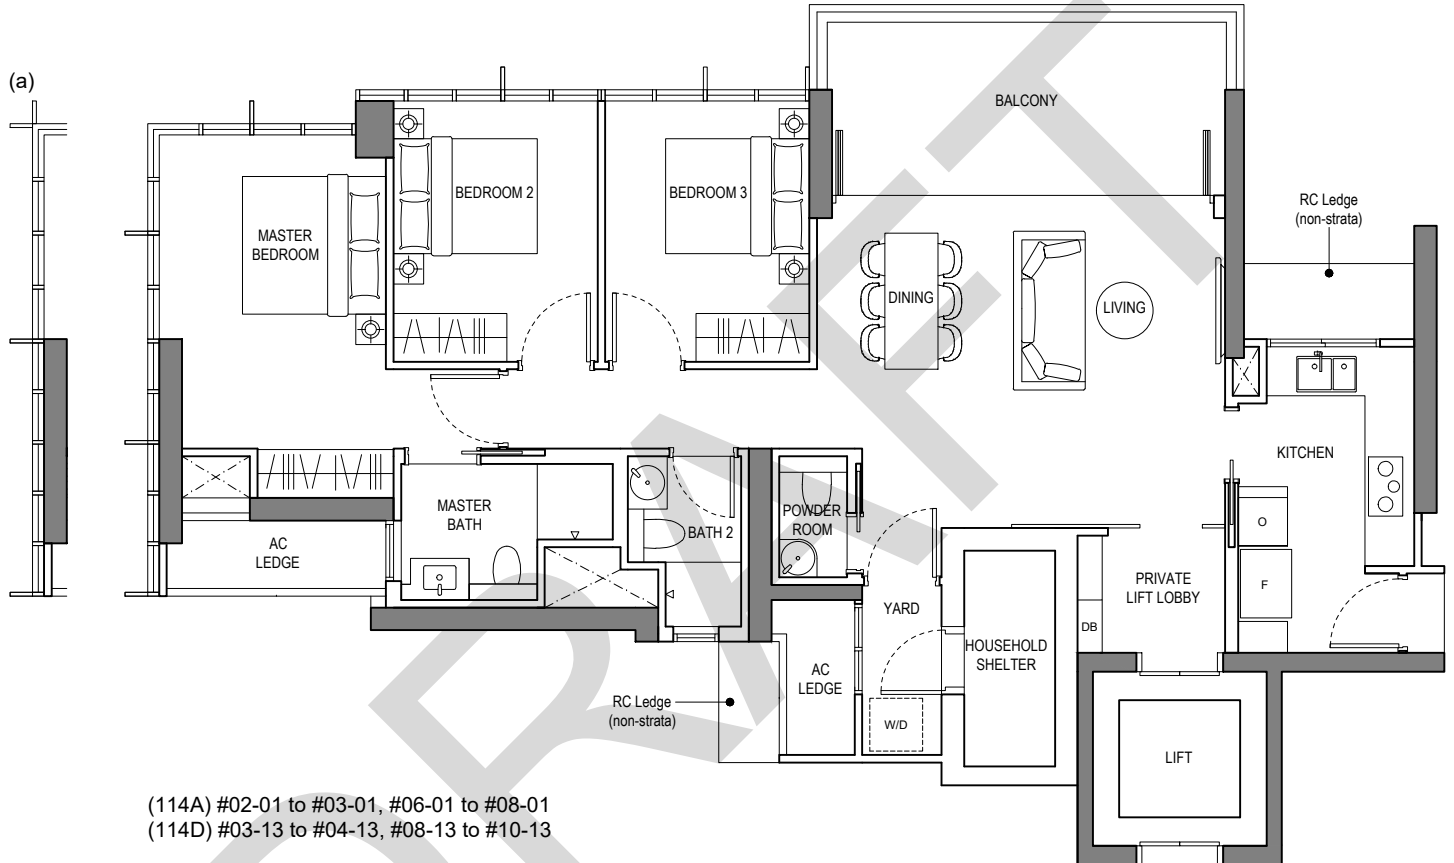 (a)
BALCONY
BEDROOM 2
BEDROOM 3
RC Ledge
(non-strata)
MASTER
BEDROOM
DINING
LIVING
KITCHEN
MASTER
BATH
POWDER
ROOM
BATH 2
O
AC
LEDGE
PRIVATE
LIFT LOBBY
F
YARD
DB
HOUSEHOLD
SHELTER
AC
LEDGE
RC Ledge
(non-strata)
W/D
LIFT
(114A) #02-01 to #03-01, #06-01 to #08-01
(114D) #03-13 to #04-13, #08-13 to #10-13
DRAFT